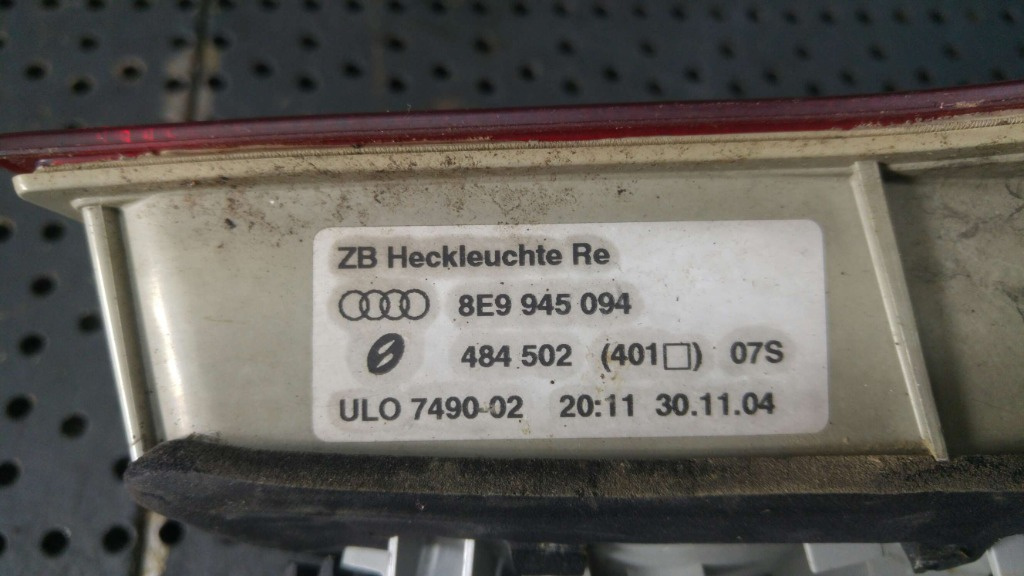 ZB Heckleuchte Re
8E9 945 094
484 502 (401□) 07S
ULO 7490-02 20:11 30.11.04